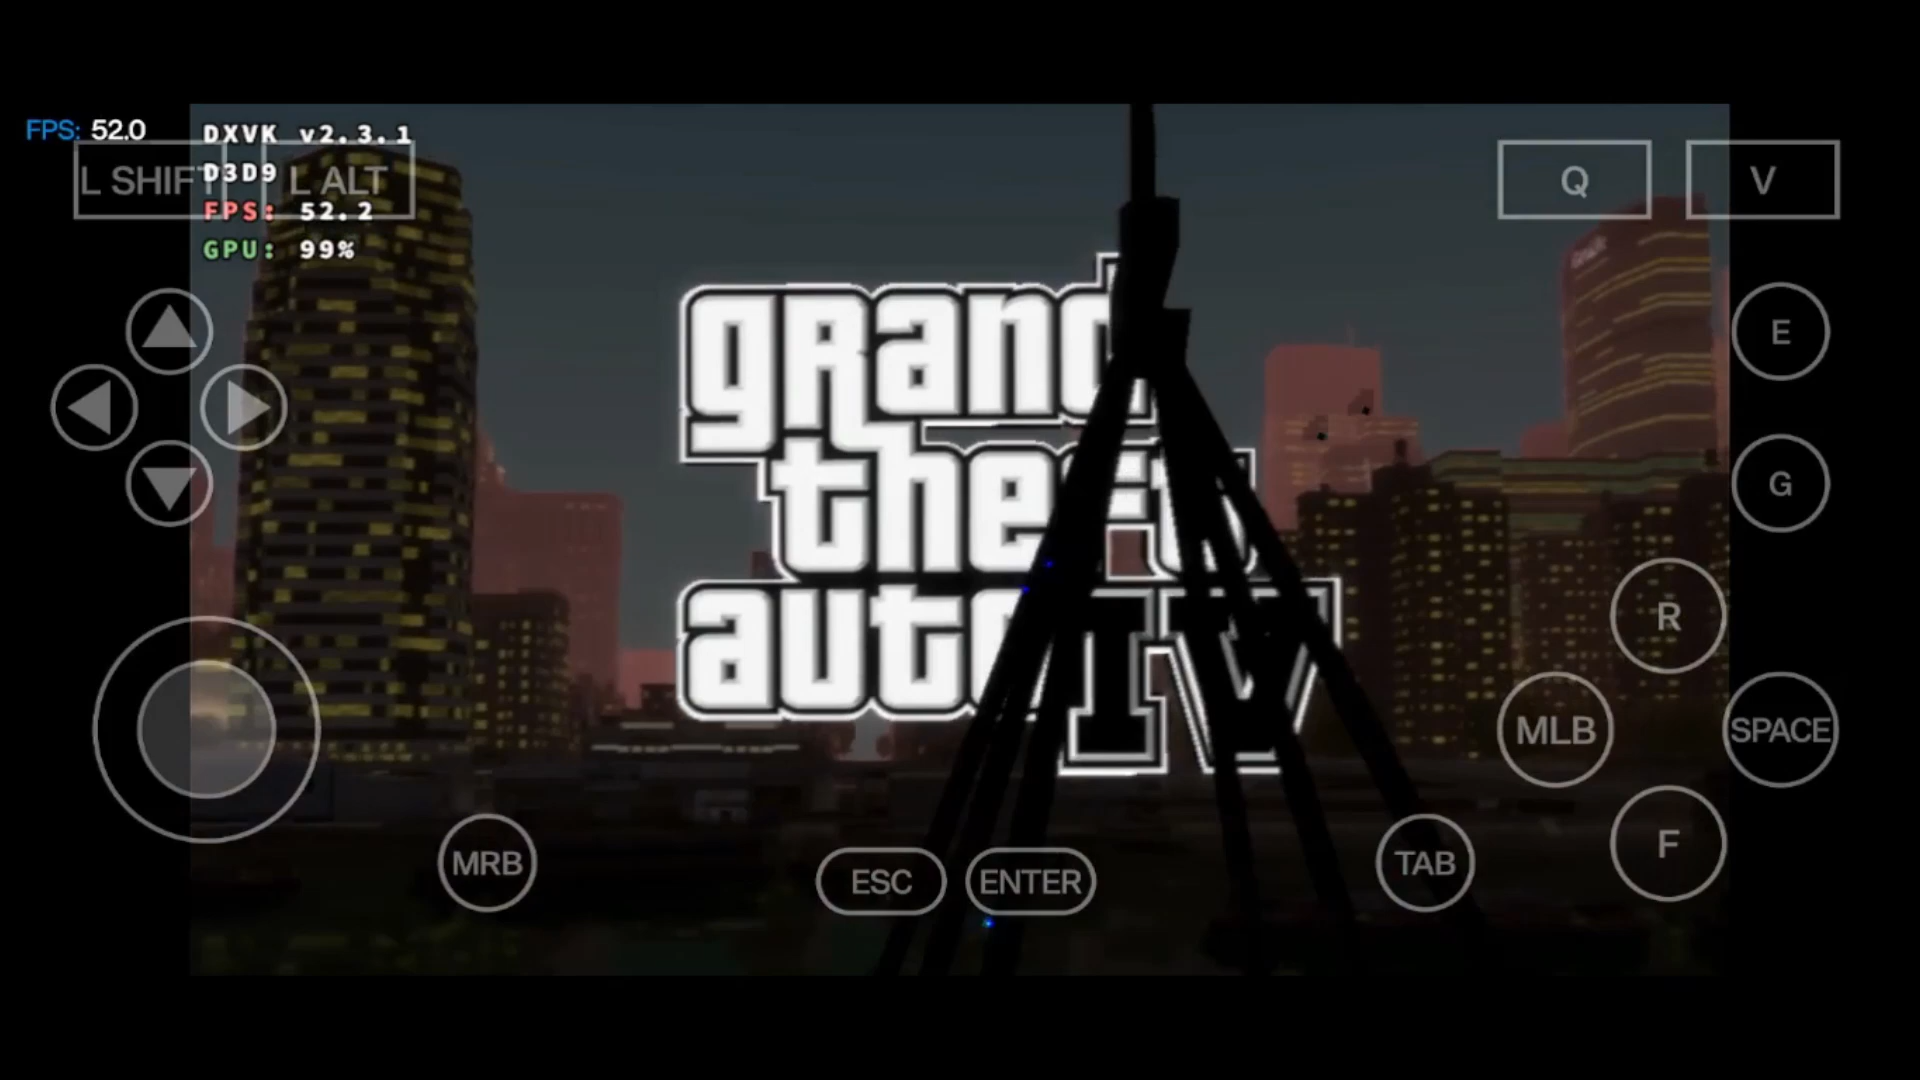 FPS: 52.0
DXVK v2.3.1
L SHIFT
D3D9
L ALT
FPS: 52.2
GPU: 99%
Q
V
grand
theft
auto
IV
E
G
R
MLB
SPACE
MRB
ESC
ENTER
TAB
F